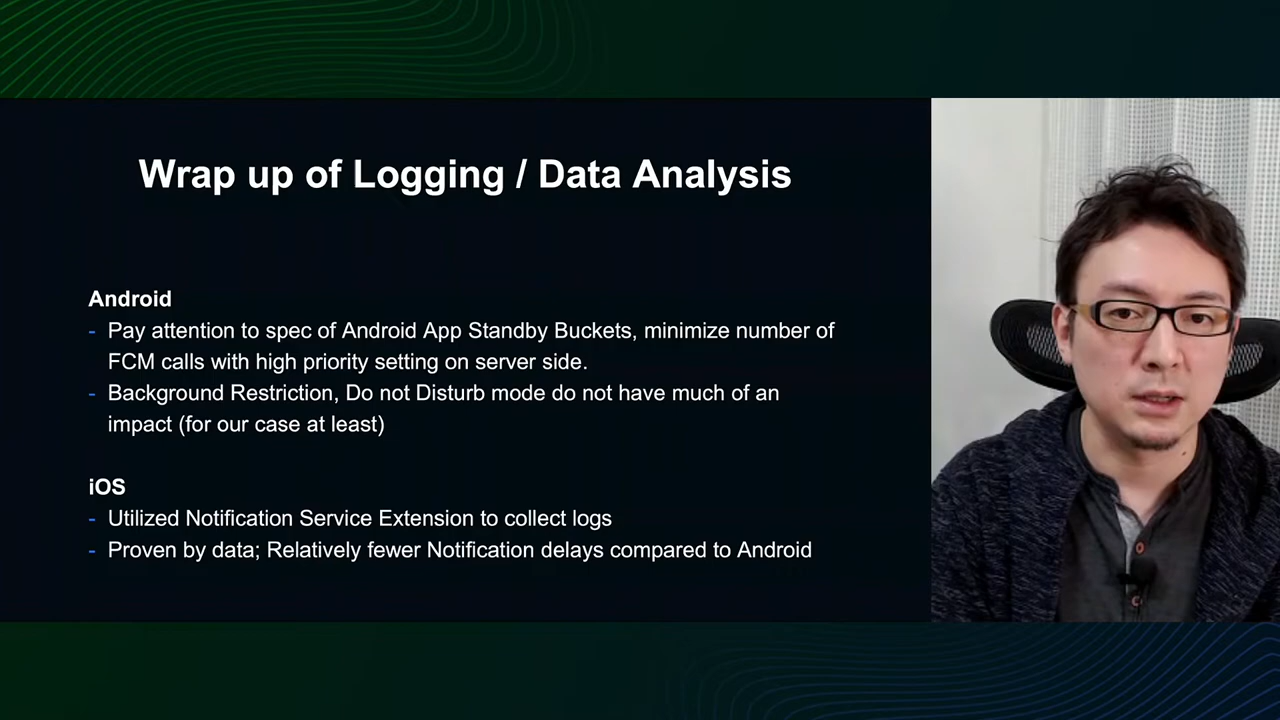 Wrap up of Logging / Data Analysis
Android
- Pay attention to spec of Android App Standby Buckets, minimize number of
FCM calls with high priority setting on server side.
- Background Restriction, Do not Disturb mode do not have much of an
impact (for our case at least)
iOS
- Utilized Notification Service Extension to collect logs
- Proven by data; Relatively fewer Notification delays compared to Android